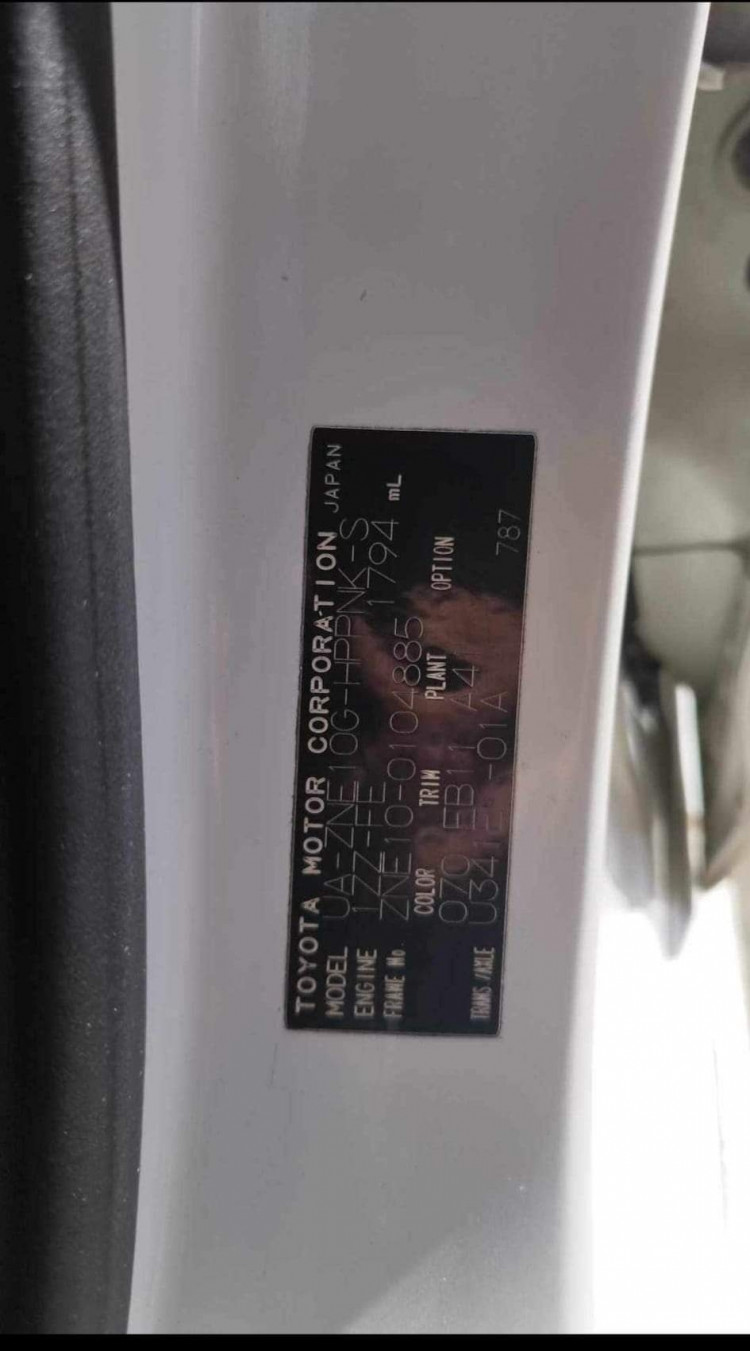 TOYOTA MOTOR CORPORATION JAPAN
MODEL UA-ZNE10G-HPPNK-S
ENGINE 1ZZ-FE 1794 mL
FRAME No. ZNE10-0104885
COLOR TRIM PLANT OPTION
070 EB11 A41
TRANS/AXLE U341E-01A 787